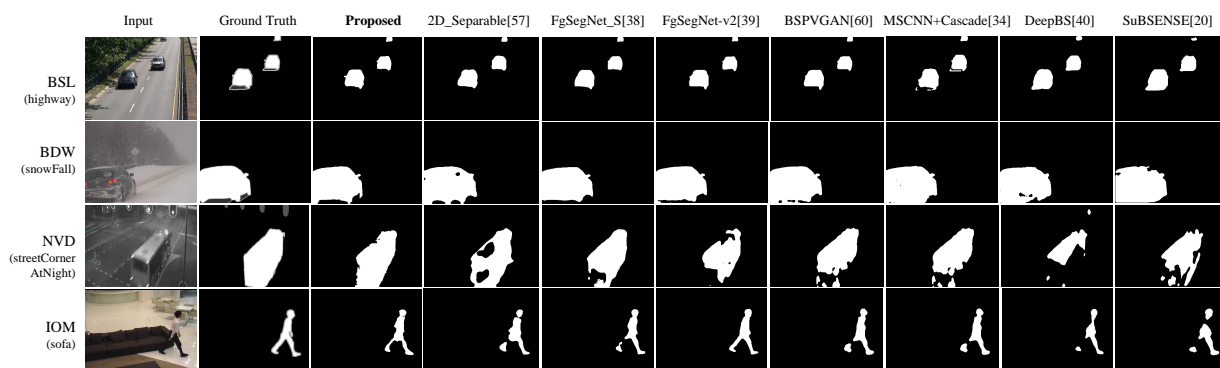 Input Ground Truth Proposed 2D_Separable[57] FgSegNet_S[38] FgSegNet-v2[39] BSPVGAN[60] MSCNN+Cascade[34] DeepBS[40] SuBSENSE[20]
BSL
(highway)
BDW
(snowFall)
NVD
(streetCorner
AtNight)
IOM
(sofa)